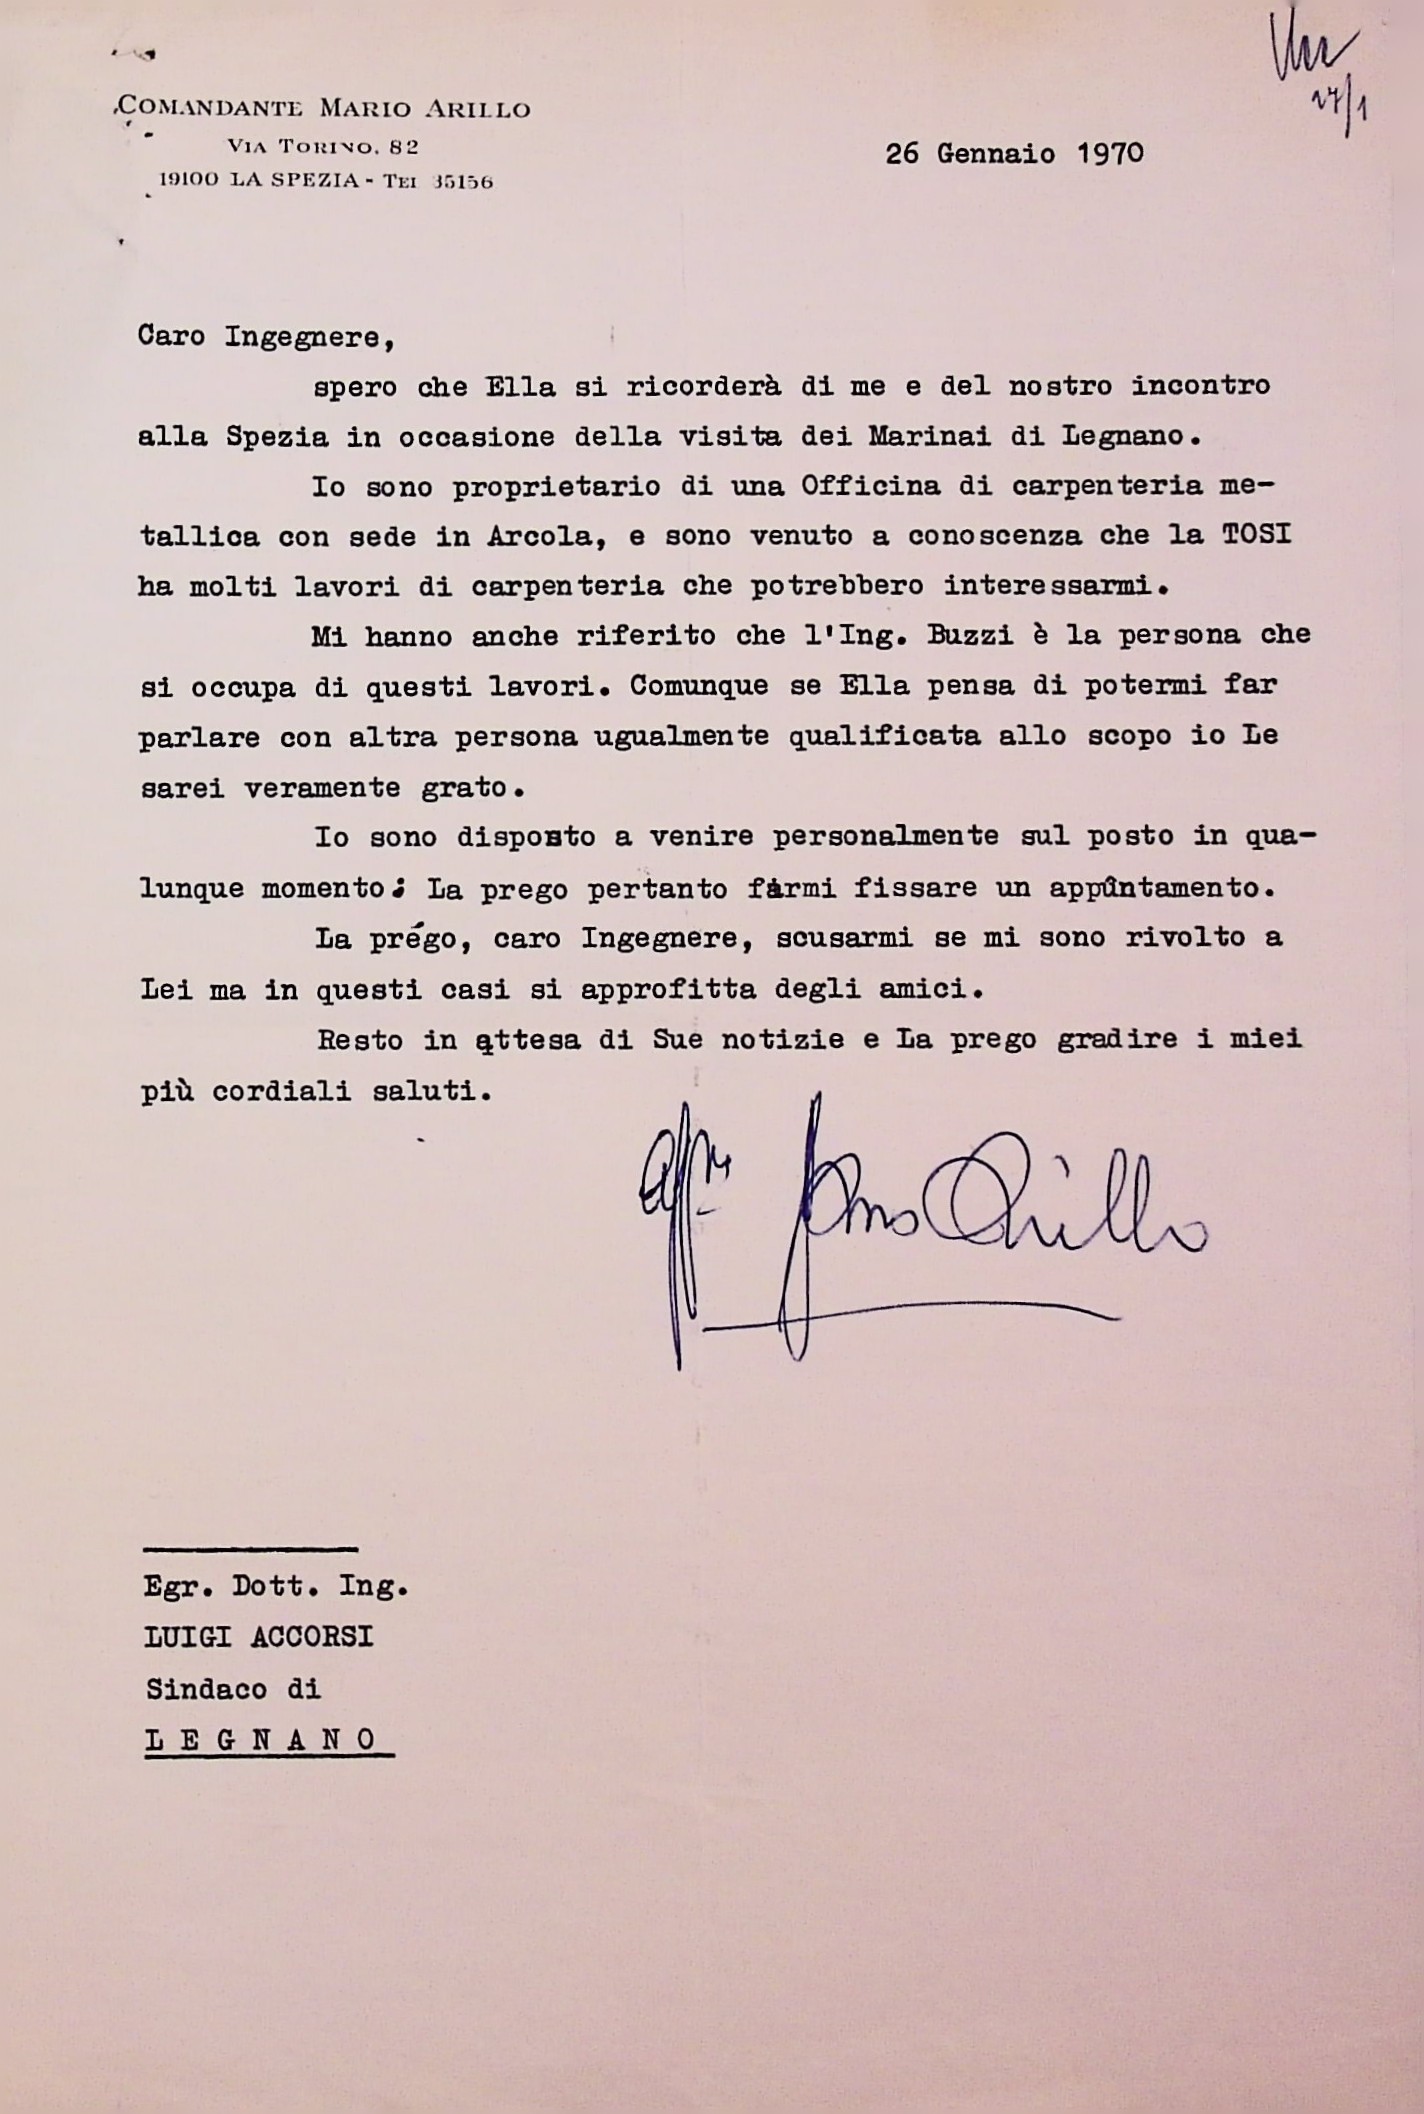 COMANDANTE MARIO ARILLO
VIA TORINO, 82
19100 LA SPEZIA - TEL 35156
27/1
26 Gennaio 1970
Caro Ingegnere,
spero che Ella si ricorderà di me e del nostro incontro
alla Spezia in occasione della visita dei Marinai di Legnano.
Io sono proprietario di una Officina di carpenteria me-
tallica con sede in Arcola, e sono venuto a conoscenza che la TOSI
ha molti lavori di carpenteria che potrebbero interessarmi.
Mi hanno anche riferito che l'Ing. Buzzi è la persona che
si occupa di questi lavori. Comunque se Ella pensa di potermi far
parlare con altra persona ugualmente qualificata allo scopo io Le
sarei veramente grato.
Io sono disposto a venire personalmente sul posto in qua-
lunque momento; La prego pertanto farmi fissare un appuntamento.
La prego, caro Ingegnere, scusarmi se mi sono rivolto a
Lei ma in questi casi si approfitta degli amici.
Resto in attesa di Sue notizie e La prego gradire i miei
più cordiali saluti.
Arillo
Egr. Dott. Ing.
LUIGI ACCORSI
Sindaco di
LEGNANO